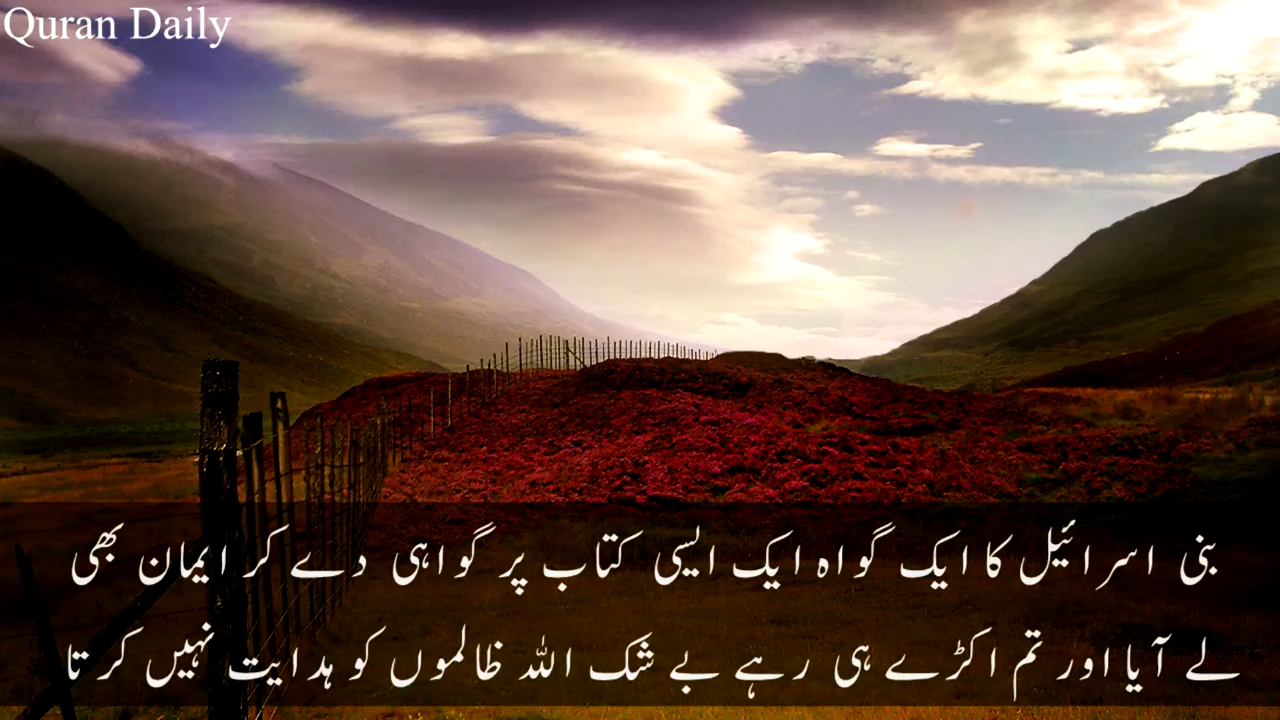 Quran Daily
بنی اسرائیل کا ایک گواہ ایک ایسی کتاب پر گواہی دے کر ایمان بھی
لے آیا اور تم اکڑے ہی رہے بے شک اللہ ظالموں کو ہدایت نہیں کرتا